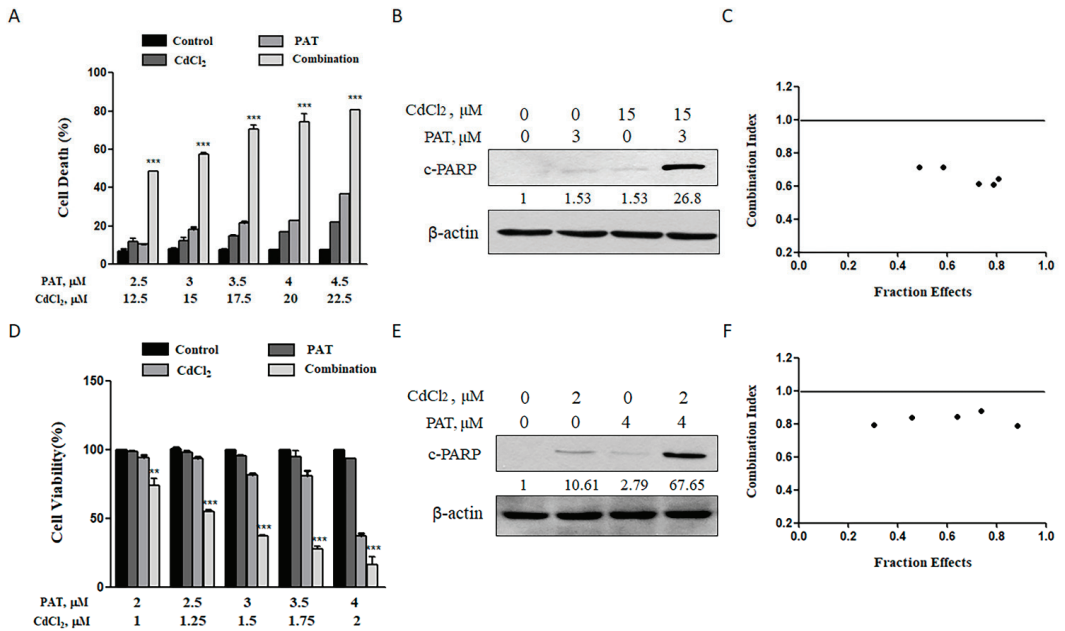 A
Control PAT
CdCl2 Combination
Cell Death (%)
100
80
60
40
20
0
*** *** *** *** ***
PAT, μM 2.5 3 3.5 4 4.5
CdCl2, μM 12.5 15 17.5 20 22.5
B
CdCl2, μM 0 0 15 15
PAT, μM 0 3 0 3
c-PARP
1 1.53 1.53 26.8
β-actin
C
Combination Index
1.2
1.0
0.8
0.6
0.4
0.2
0.0 0.2 0.4 0.6 0.8 1.0
Fraction Effects
D
Control PAT
CdCl2 Combination
Cell Viability(%)
150
100
50
0
** *** *** *** ***
PAT, μM 2 2.5 3 3.5 4
CdCl2, μM 1 1.25 1.5 1.75 2
E
CdCl2, μM 0 2 0 2
PAT, μM 0 0 4 4
c-PARP
1 10.61 2.79 67.65
β-actin
F
Combination Index
1.2
1.0
0.8
0.6
0.4
0.2
0.0 0.2 0.4 0.6 0.8 1.0
Fraction Effects